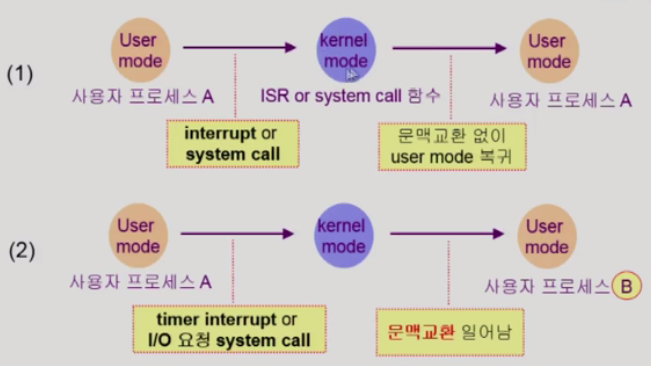 (1)
User
mode
kernel
mode
User
mode
사용자 프로세스 A
ISR or system call 함수
사용자 프로세스 A
interrupt or
system call
문맥교환 없이
user mode 복귀
(2)
User
mode
kernel
mode
User
mode
사용자 프로세스 A
사용자 프로세스 B
timer interrupt or
I/O 요청 system call
문맥교환 일어남